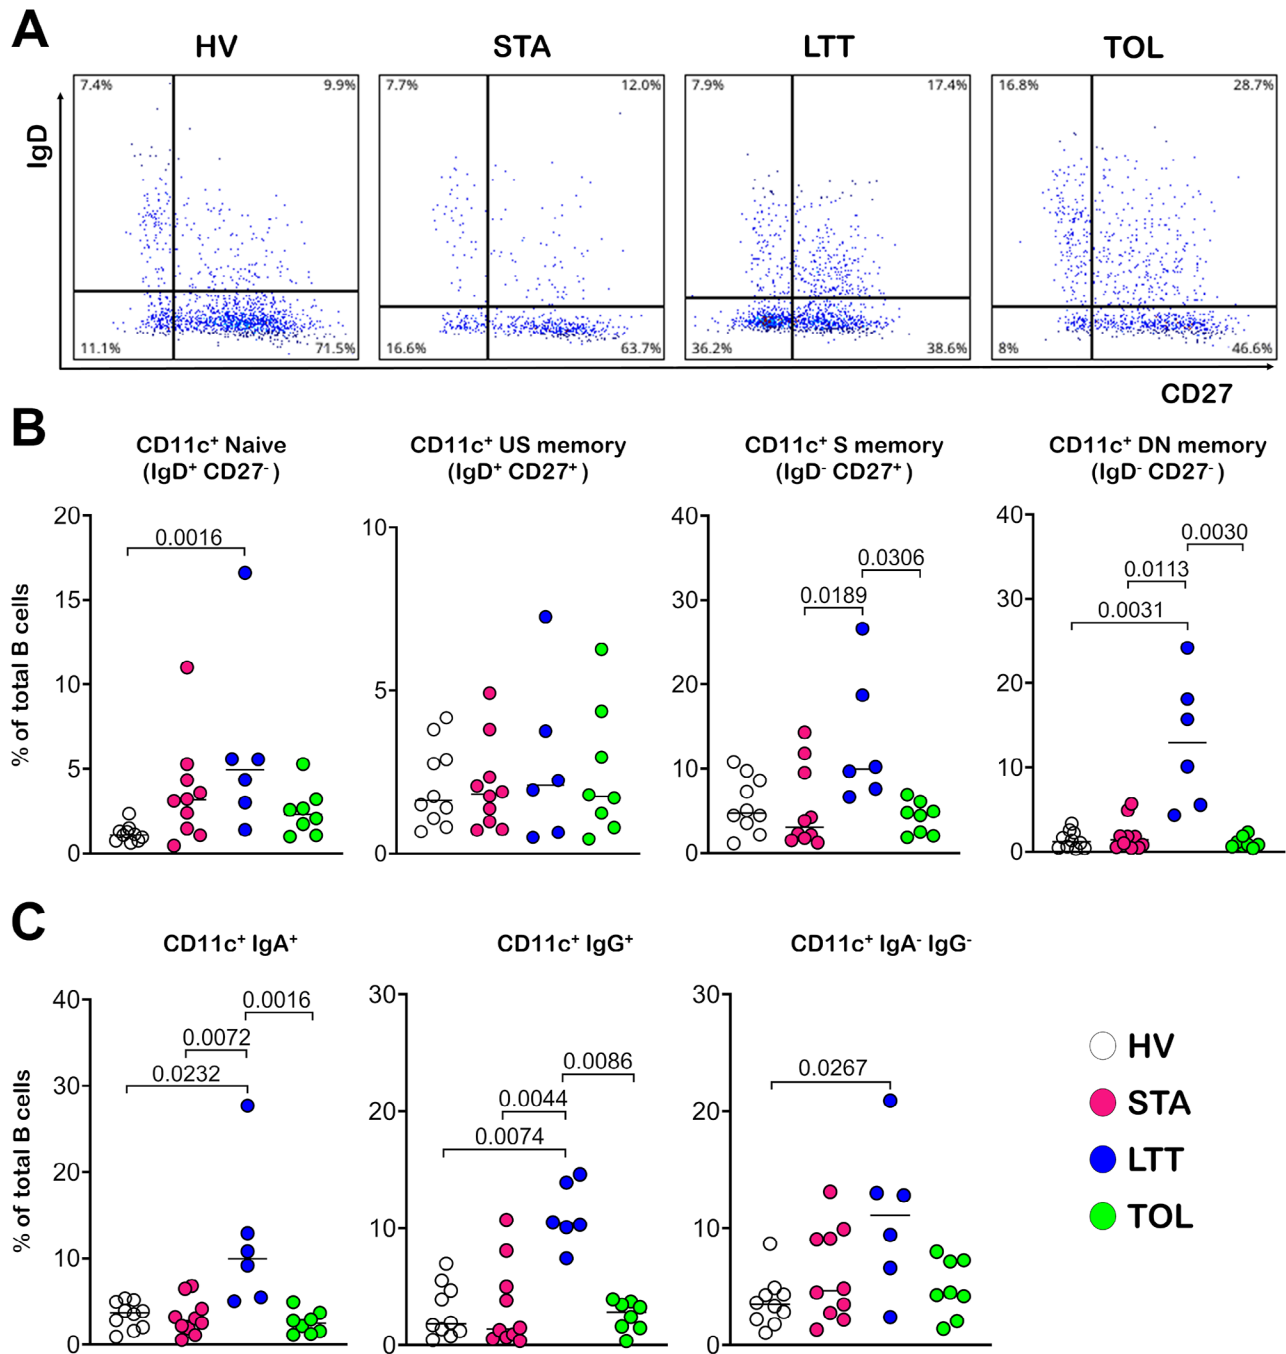 A
HV
STA
LTT
TOL
IgD
7.4%
9.9%
11.1%
71.5%
7.7%
12.0%
16.6%
63.7%
7.9%
17.4%
36.2%
38.6%
16.8%
28.7%
8%
46.6%
CD27
B
CD11c⁺ Naive
(IgD⁺ CD27⁻)
CD11c⁺ US memory
(IgD⁺ CD27⁺)
CD11c⁺ S memory
(IgD⁻ CD27⁺)
CD11c⁺ DN memory
(IgD⁻ CD27⁻)
% of total B cells
20
15
10
5
0
0.0016
10
5
0
40
30
20
10
0
0.0189
0.0306
40
30
20
10
0
0.0030
0.0113
0.0031
C
CD11c⁺ IgA⁺
CD11c⁺ IgG⁺
CD11c⁺ IgA⁻ IgG⁻
% of total B cells
40
30
20
10
0
0.0016
0.0072
0.0232
30
20
10
0
0.0086
0.0044
0.0074
30
20
10
0
0.0267
HV
STA
LTT
TOL